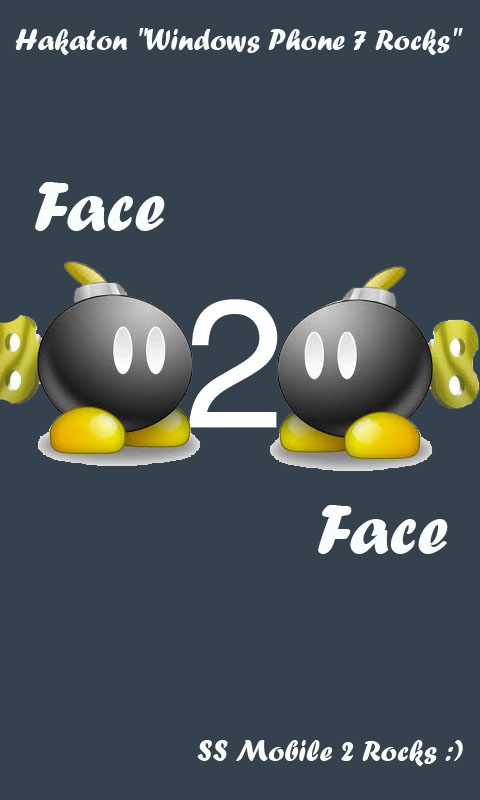 Hakaton "Windows Phone 7 Rocks"
Face
2
Face
SS Mobile 2 Rocks :)